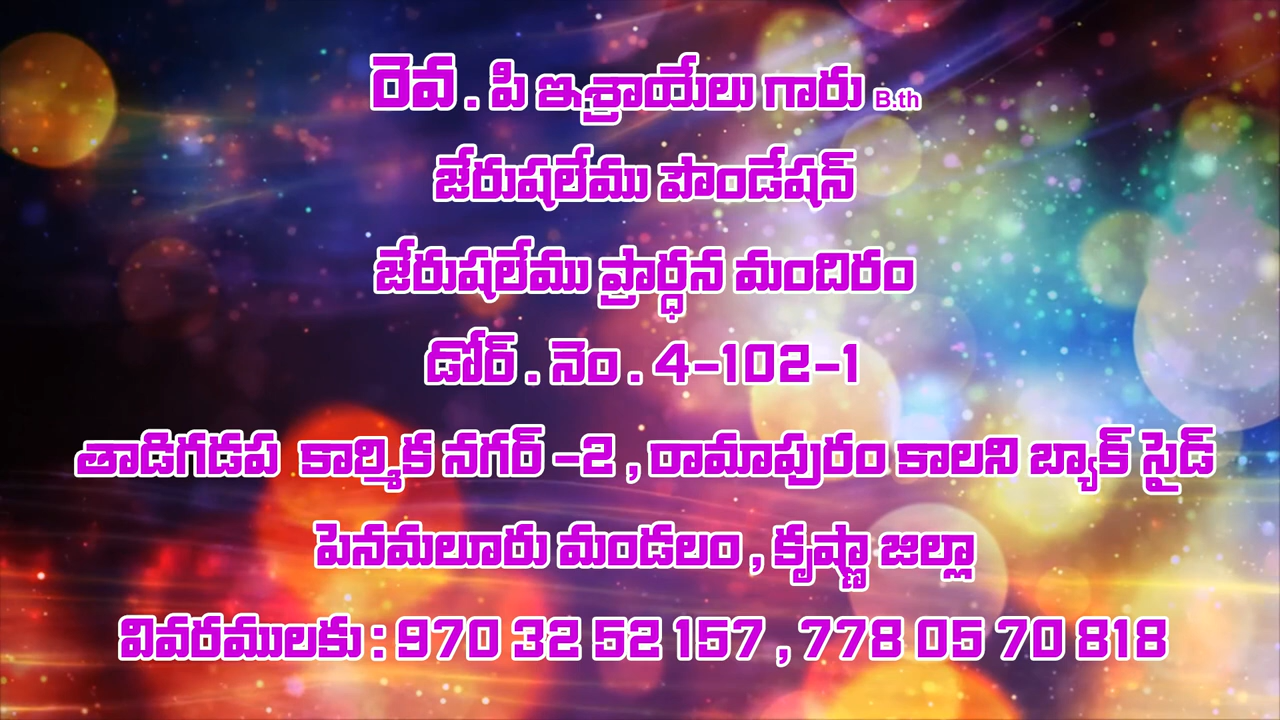 రెవ . పి ఇశ్రాయేలు గారు B.th
జేరుషలేము పౌండేషన్
జేరుషలేము ప్రార్ధన మందిరం
డోర్ . నెం . 4-102-1
తాడిగడప కార్మిక నగర్ -2 , రామాపురం కాలని బ్యాక్ సైడ్
పెనమలూరు మండలం , కృష్ణా జిల్లా
వివరములకు : 970 32 52 157 , 778 05 70 818